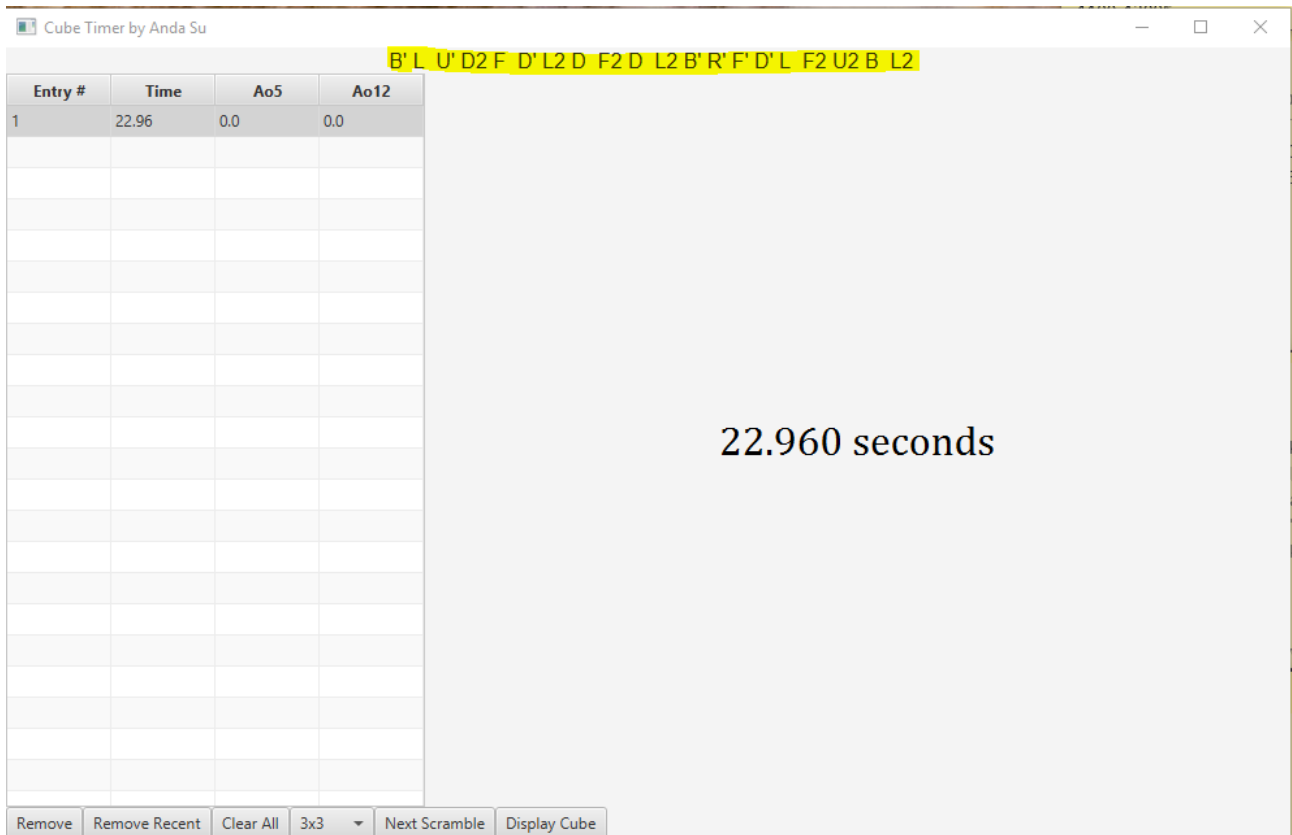 Cube Timer by Anda Su
B' L U' D2 F D' L2 D F2 D L2 B' R' F' D' L F2 U2 B L2
Entry # Time Ao5 Ao12
1 22.96 0.0 0.0
22.960 seconds
Remove Remove Recent Clear All 3x3 Next Scramble Display Cube